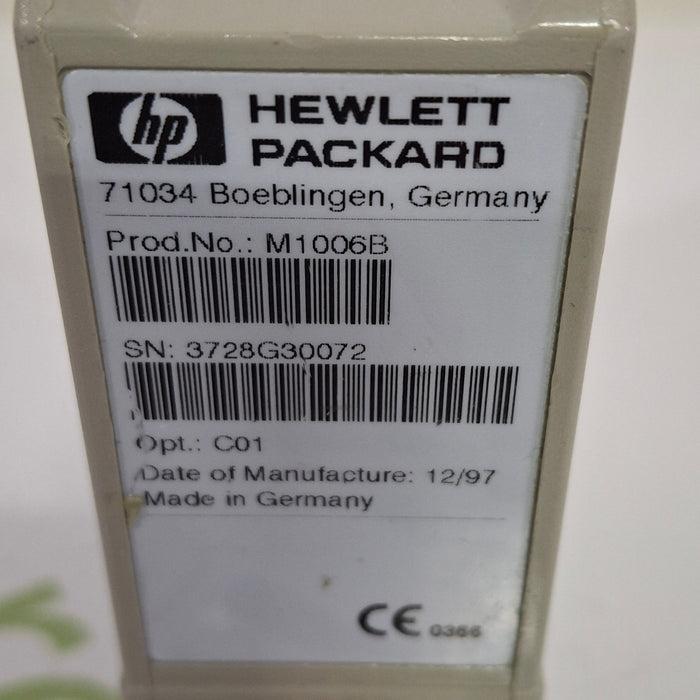 hp HEWLETT
PACKARD
71034 Boeblingen, Germany
Prod.No.: M1006B
SN: 3728G30072
Opt.: C01
Date of Manufacture: 12/97
Made in Germany
CE 0366